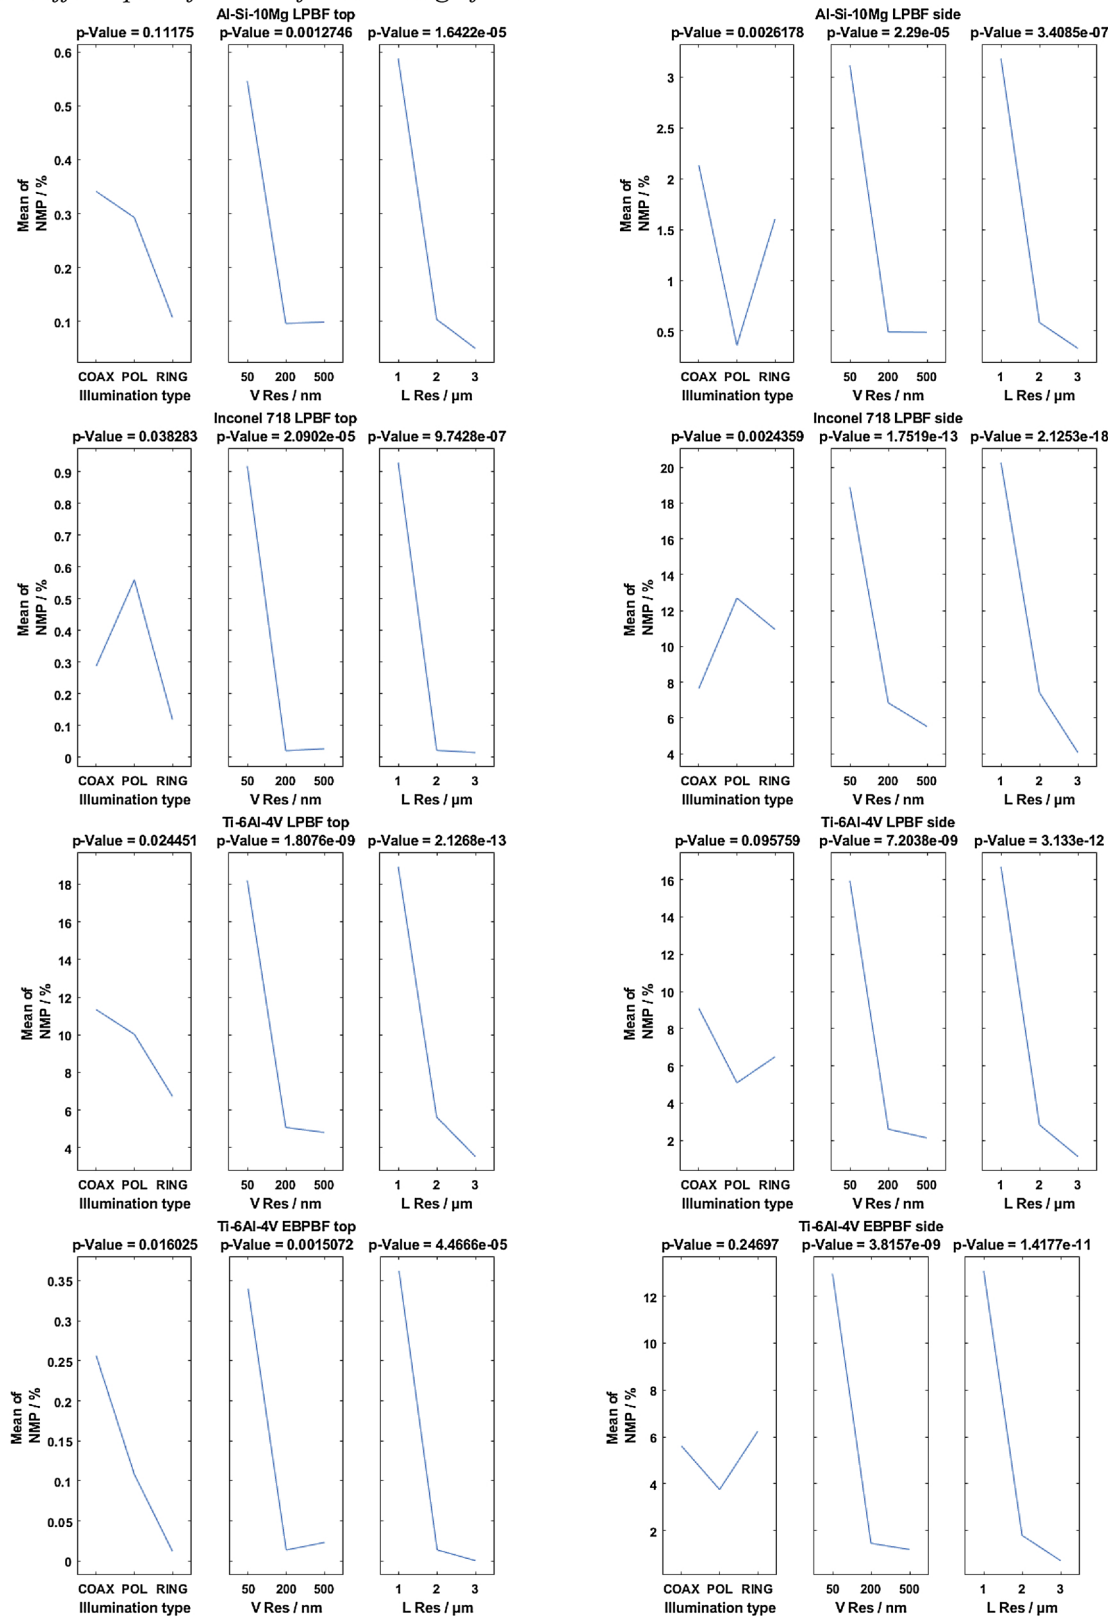 Al-Si-10Mg LPBF top
p-Value = 0.11175 p-Value = 0.0012746 p-Value = 1.6422e-05
0.6
0.5
0.4
0.3
0.2
0.1
Mean of
NMP / %
COAX POL RING 50 200 500 1 2 3
Illumination type V Res / nm L Res / µm
Al-Si-10Mg LPBF side
p-Value = 0.0026178 p-Value = 2.29e-05 p-Value = 3.4085e-07
3
2.5
2
1.5
1
0.5
Mean of
NMP / %
COAX POL RING 50 200 500 1 2 3
Illumination type V Res / nm L Res / µm
Inconel 718 LPBF top
p-Value = 0.038283 p-Value = 2.0902e-05 p-Value = 9.7428e-07
0.9
0.8
0.7
0.6
0.5
0.4
0.3
0.2
0.1
0
Mean of
NMP / %
COAX POL RING 50 200 500 1 2 3
Illumination type V Res / nm L Res / µm
Inconel 718 LPBF side
p-Value = 0.0024359 p-Value = 1.7519e-13 p-Value = 2.1253e-18
20
18
16
14
12
10
8
6
4
Mean of
NMP / %
COAX POL RING 50 200 500 1 2 3
Illumination type V Res / nm L Res / µm
Ti-6Al-4V LPBF top
p-Value = 0.024451 p-Value = 1.8076e-09 p-Value = 2.1268e-13
18
16
14
12
10
8
6
4
Mean of
NMP / %
COAX POL RING 50 200 500 1 2 3
Illumination type V Res / nm L Res / µm
Ti-6Al-4V LPBF side
p-Value = 0.095759 p-Value = 7.2038e-09 p-Value = 3.133e-12
16
14
12
10
8
6
4
2
Mean of
NMP / %
COAX POL RING 50 200 500 1 2 3
Illumination type V Res / nm L Res / µm
Ti-6Al-4V EBPBF top
p-Value = 0.016025 p-Value = 0.0015072 p-Value = 4.4666e-05
0.35
0.3
0.25
0.2
0.15
0.1
0.05
0
Mean of
NMP / %
COAX POL RING 50 200 500 1 2 3
Illumination type V Res / nm L Res / µm
Ti-6Al-4V EBPBF side
p-Value = 0.24697 p-Value = 3.8157e-09 p-Value = 1.4177e-11
12
10
8
6
4
2
Mean of
NMP / %
COAX POL RING 50 200 500 1 2 3
Illumination type V Res / nm L Res / µm